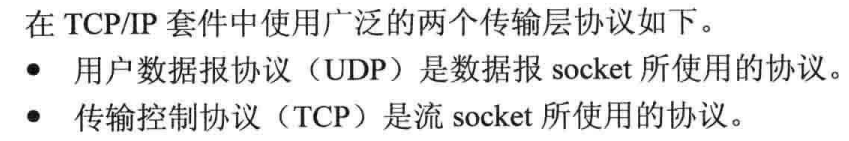 在 TCP/IP 套件中使用广泛的两个传输层协议如下。
● 用户数据报协议（UDP）是数据报 socket 所使用的协议。
● 传输控制协议（TCP）是流 socket 所使用的协议。